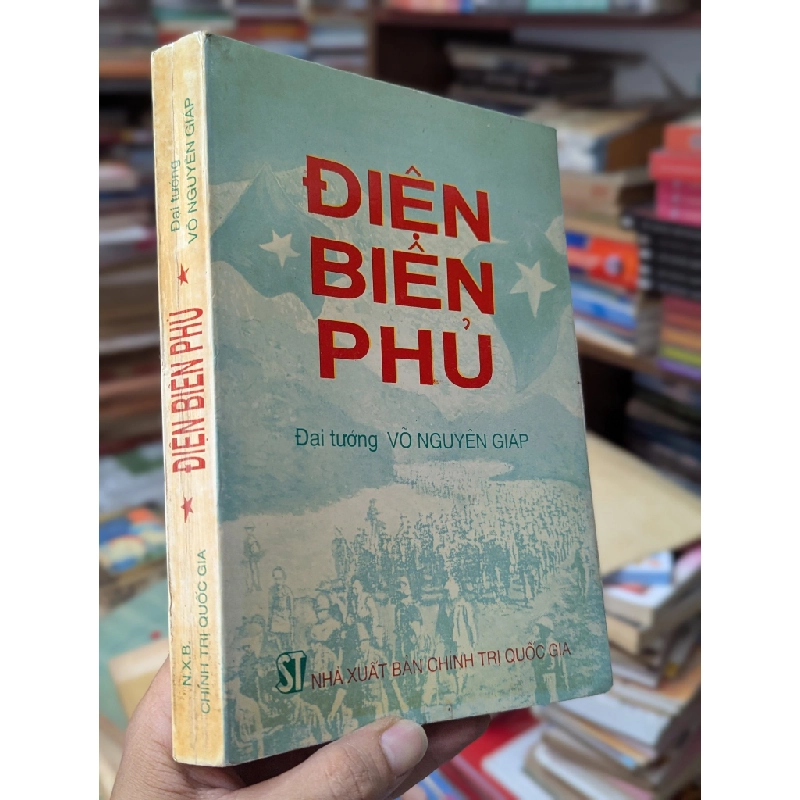 ĐIỆN
BIÊN
PHỦ
Đại tướng VÕ NGUYÊN GIÁP
ST NHÀ XUẤT BẢN CHÍNH TRỊ QUỐC GIA
Đại tướng
VÕ NGUYÊN GIÁP
ĐIỆN BIÊN PHỦ
N.X.B.
CHÍNH TRỊ QUỐC GIA